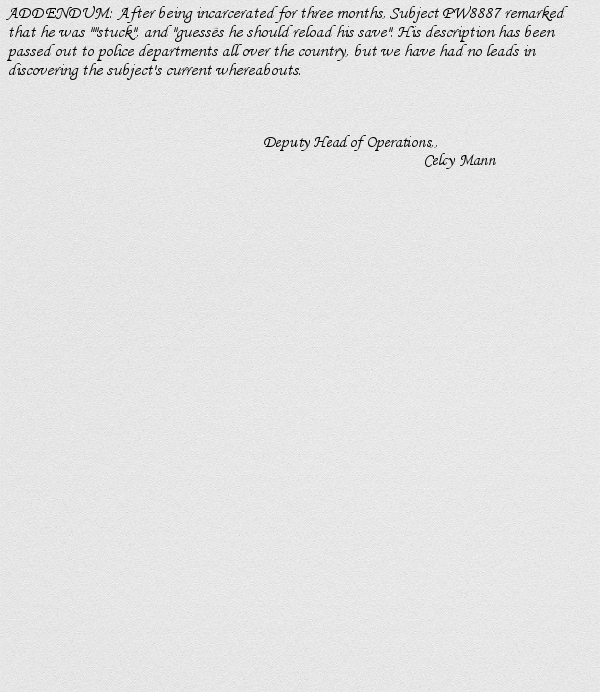 ADDENDUM: After being incarcerated for three months, Subject PW8887 remarked
that he was ""stuck", and "guesses he should reload his save". His description has been
passed out to police departments all over the country, but we have had no leads in
discovering the subject's current whereabouts.
Deputy Head of Operations,,
Celcy Mann